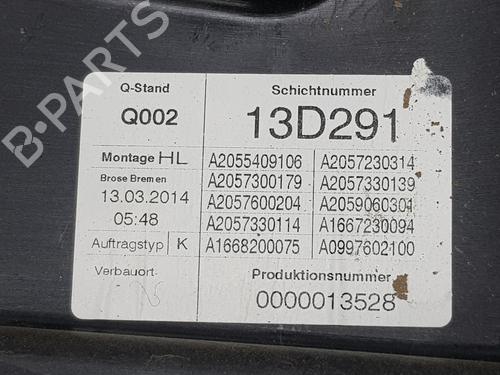 Q-Stand
Q002
Schichtnummer
13D291
Montage HL
Brose Bremen
13.03.2014
05:48
Auftragstyp K
Verbauort
A2055409106 A2057230314
A2057300179 A2057330139
A2057600204 A2059060301
A2057330114 A1667230094
A1668200075 A0997602100
Produktionsnummer
0000013528
B-PARTS